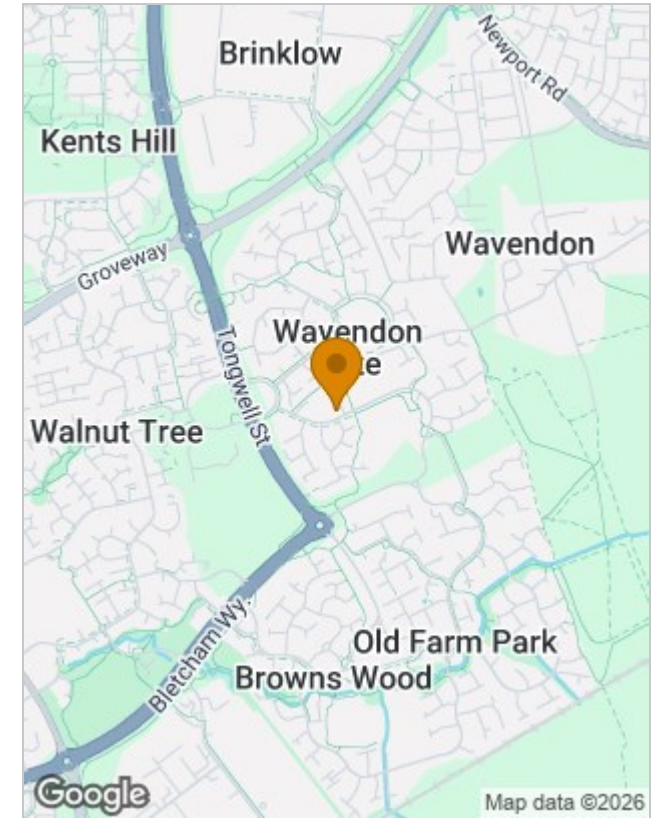 Newport Rd
Brinklow
Kents Hill
Wavendon
Groveway
Wavendon
Tongwell St
Walnut Tree
Old Farm Park
Browns Wood
Bletcham Wy.
Google
Map data ©2026